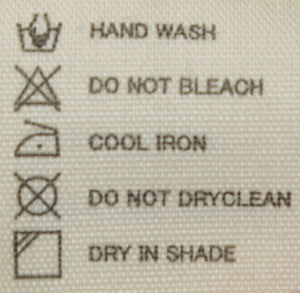 HAND WASH
DO NOT BLEACH
COOL IRON
DO NOT DRYCLEAN
DRY IN SHADE